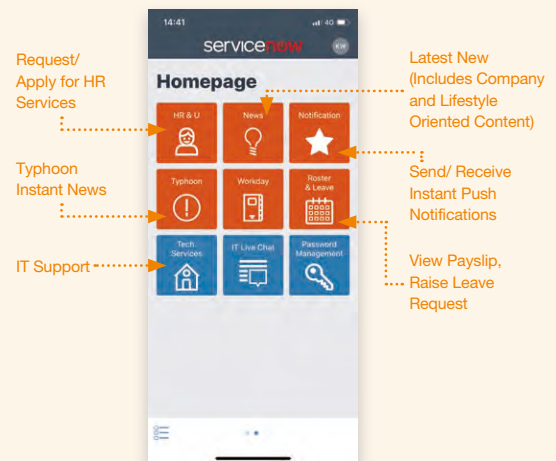 14:41
4G
servicenow
KW
Homepage
HR & U
News
Notification
Typhoon
Workday
Roster
& Leave
Tech
Services
IT Live Chat
Password
Management
Request/
Apply for HR
Services
Typhoon
Instant News
IT Support
Latest New
(Includes Company
and Lifestyle
Oriented Content)
Send/ Receive
Instant Push
Notifications
View Payslip,
Raise Leave
Request